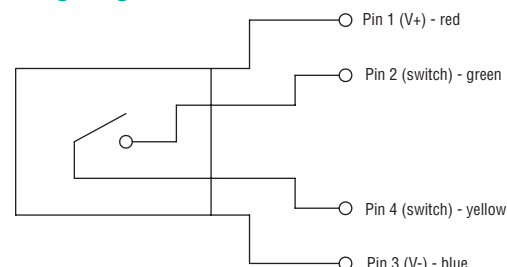 Pin 1 (V+) - red
Pin 2 (switch) - green
Pin 4 (switch) - yellow
Pin 3 (V-) - blue